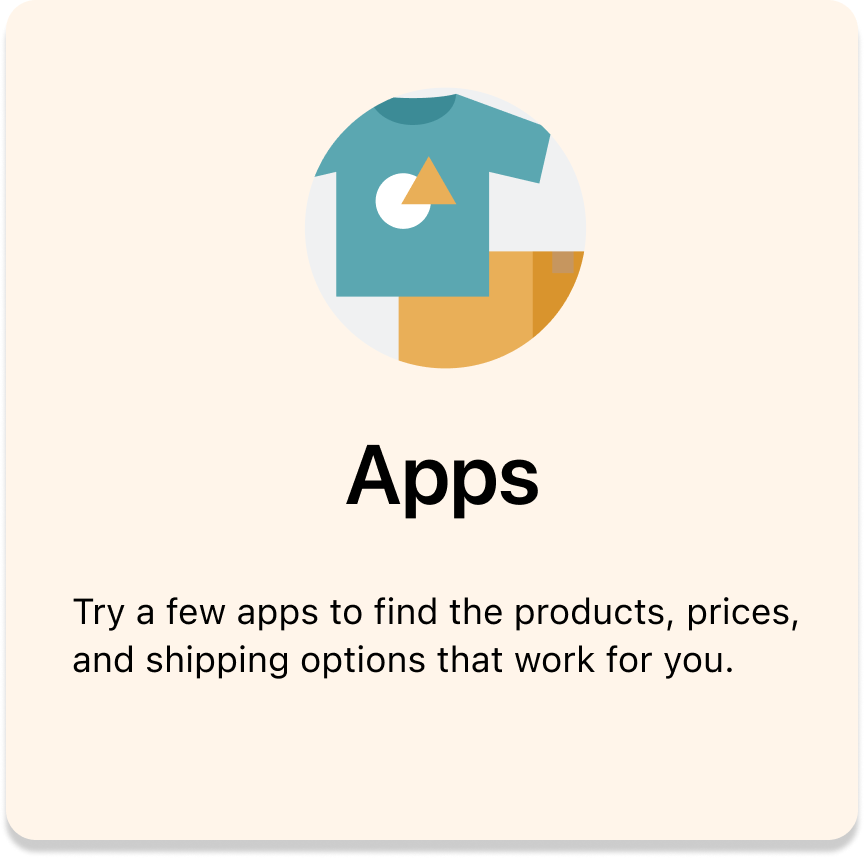 Apps
Try a few apps to find the products, prices,
and shipping options that work for you.